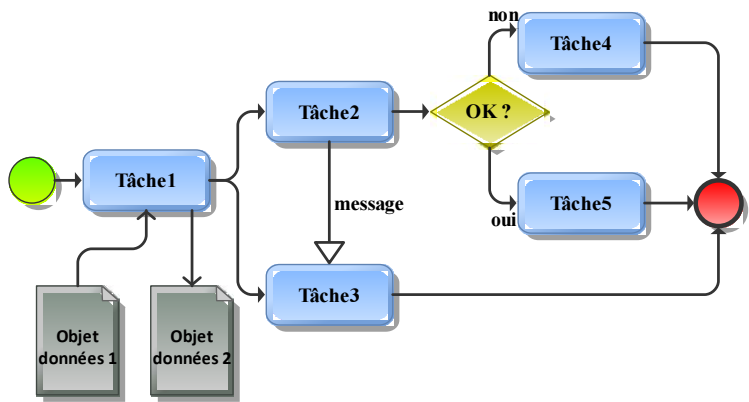 non
Tâche4
Tâche2
OK ?
Tâche1
message
oui
Tâche5
Tâche3
Objet
données 1
Objet
données 2